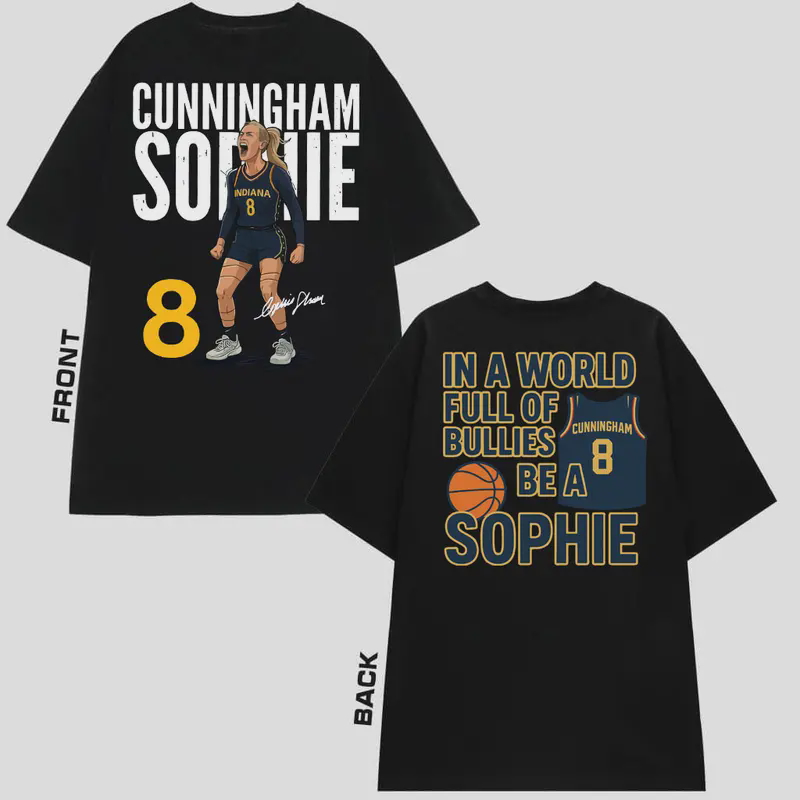 CUNNINGHAM
SOPHIE
INDIANA
8
8
FRONT
IN A WORLD
FULL OF
BULLIES
BE A
SOPHIE
CUNNINGHAM
8
BACK